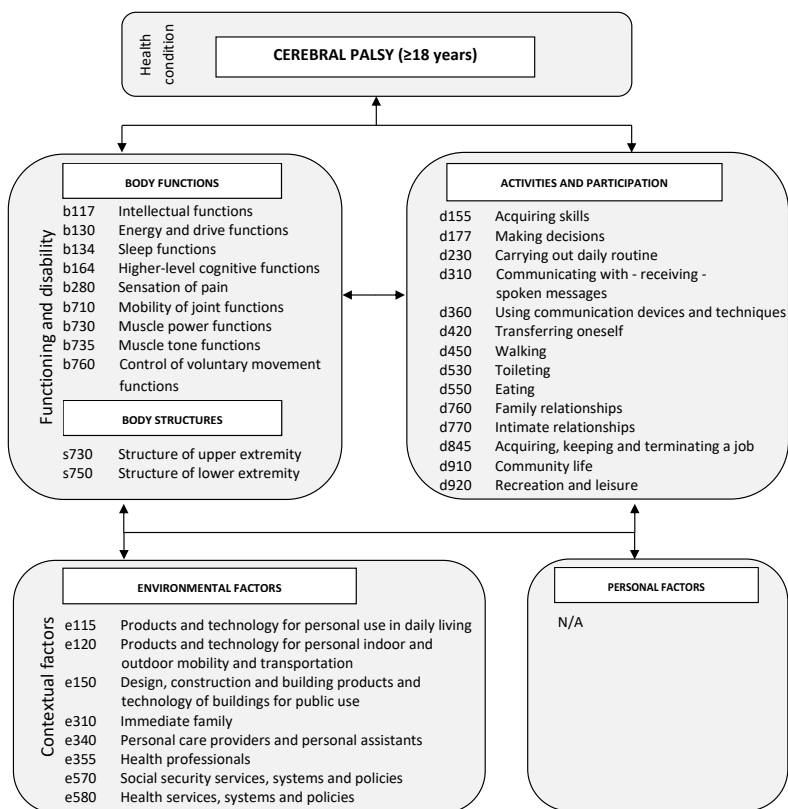 Health
condition
CEREBRAL PALSY (≥18 years)
Functioning and disability
BODY FUNCTIONS
b117 Intellectual functions
b130 Energy and drive functions
b134 Sleep functions
b164 Higher-level cognitive functions
b280 Sensation of pain
b710 Mobility of joint functions
b730 Muscle power functions
b735 Muscle tone functions
b760 Control of voluntary movement
functions
BODY STRUCTURES
s730 Structure of upper extremity
s750 Structure of lower extremity
ACTIVITIES AND PARTICIPATION
d155 Acquiring skills
d177 Making decisions
d230 Carrying out daily routine
d310 Communicating with - receiving -
spoken messages
d360 Using communication devices and techniques
d420 Transferring oneself
d450 Walking
d530 Toileting
d550 Eating
d760 Family relationships
d770 Intimate relationships
d845 Acquiring, keeping and terminating a job
d910 Community life
d920 Recreation and leisure
Contextual factors
ENVIRONMENTAL FACTORS
e115 Products and technology for personal use in daily living
e120 Products and technology for personal indoor and
outdoor mobility and transportation
e150 Design, construction and building products and
technology of buildings for public use
e310 Immediate family
e340 Personal care providers and personal assistants
e355 Health professionals
e570 Social security services, systems and policies
e580 Health services, systems and policies
PERSONAL FACTORS
N/A